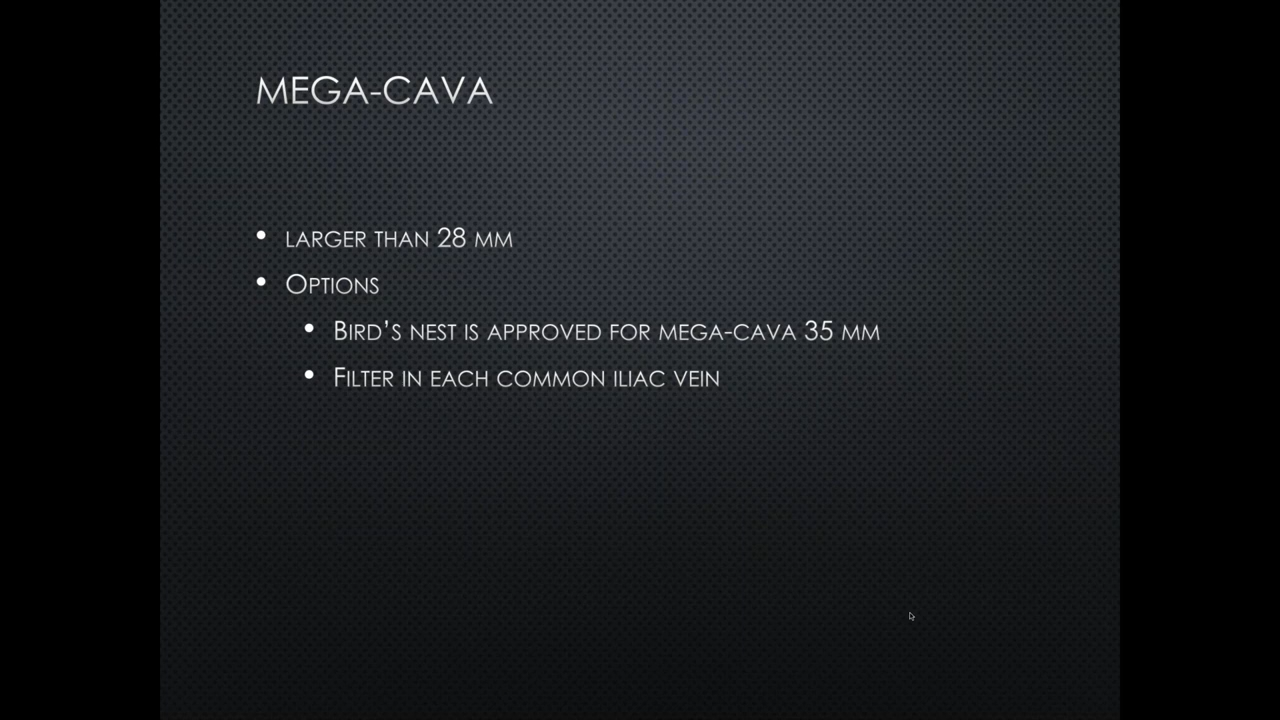 MEGA-CAVA
• LARGER THAN 28 MM
• OPTIONS
• BIRD'S NEST IS APPROVED FOR MEGA-CAVA 35 MM
• FILTER IN EACH COMMON ILIAC VEIN